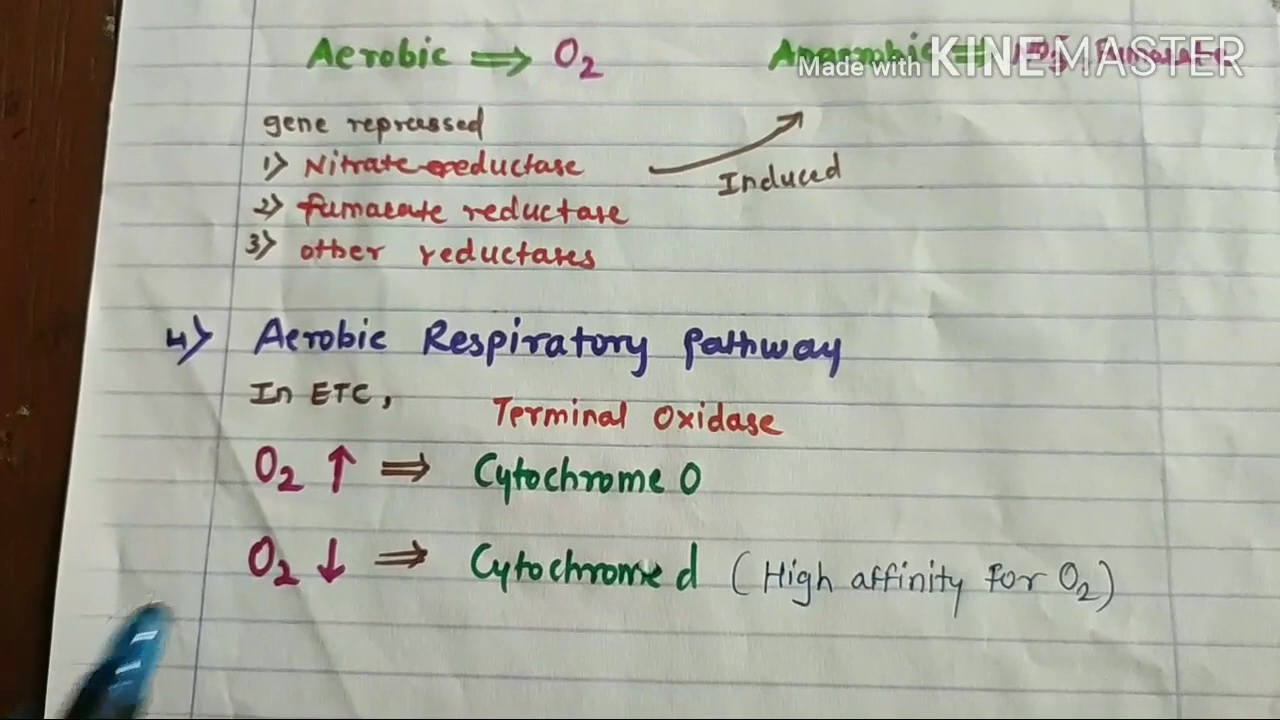 Aerobic ⇒ O₂
Anaerobic ⇒
Made with KINEMASTER
gene repressed
1) Nitrate reductase
Induced
2) fumarate reductase
3) other reductases
4) Aerobic Respiratory Pathway
In ETC,
Terminal Oxidase
O₂ ↑ ⇒ Cytochrome O
O₂ ↓ ⇒ Cytochrome d (High affinity for O₂)